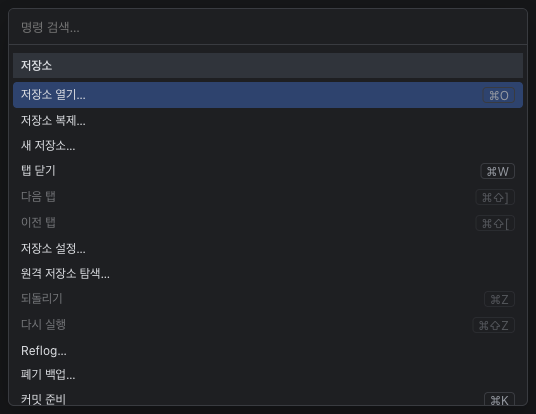 명령 검색...
저장소
저장소 열기... ⌘O
저장소 복제...
새 저장소...
탭 닫기 ⌘W
다음 탭 ⌘⇧]
이전 탭 ⌘⇧[
저장소 설정...
원격 저장소 탐색...
되돌리기 ⌘Z
다시 실행 ⌘⇧Z
Reflog...
폐기 백업...
커밋 준비 ⌘K